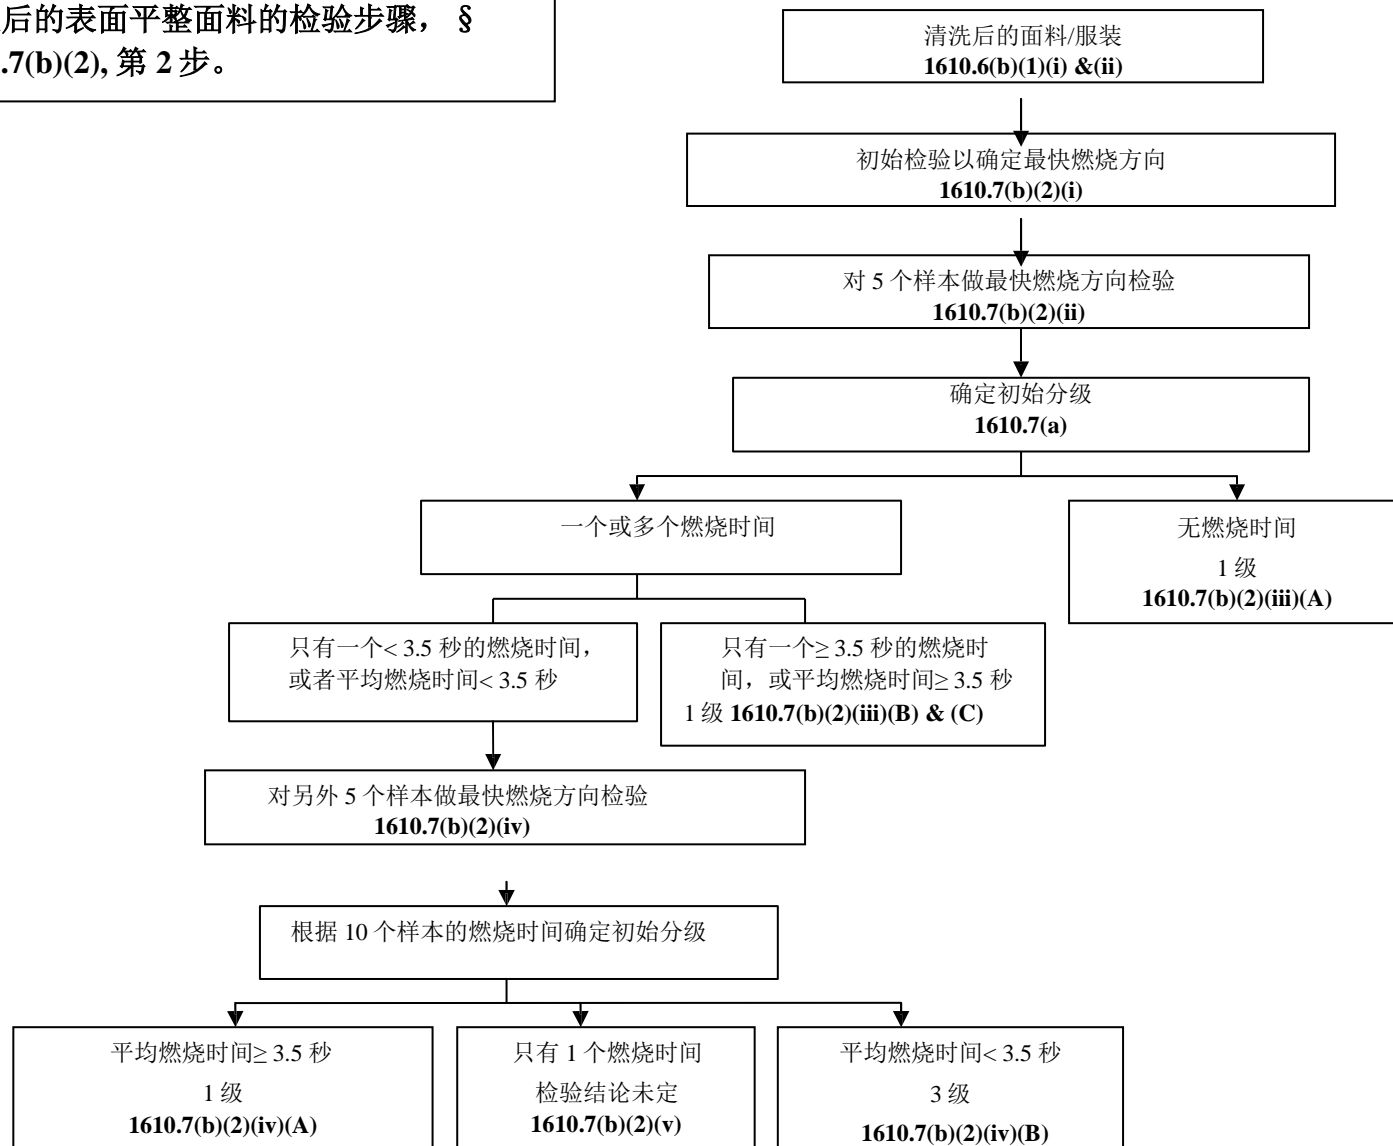 后的表面平整面料的检验步骤， §
.7(b)(2), 第 2 步。
清洗后的面料/服装
1610.6(b)(1)(i) &(ii)
初始检验以确定最快燃烧方向
1610.7(b)(2)(i)
对 5 个样本做最快燃烧方向检验
1610.7(b)(2)(ii)
确定初始分级
1610.7(a)
一个或多个燃烧时间
无燃烧时间
1 级
1610.7(b)(2)(iii)(A)
只有一个< 3.5 秒的燃烧时间，
或者平均燃烧时间< 3.5 秒
只有一个≥ 3.5 秒的燃烧时
间，或平均燃烧时间≥ 3.5 秒
1 级 1610.7(b)(2)(iii)(B) & (C)
对另外 5 个样本做最快燃烧方向检验
1610.7(b)(2)(iv)
根据 10 个样本的燃烧时间确定初始分级
平均燃烧时间≥ 3.5 秒
1 级
1610.7(b)(2)(iv)(A)
只有 1 个燃烧时间
检验结论未定
1610.7(b)(2)(v)
平均燃烧时间< 3.5 秒
3 级
1610.7(b)(2)(iv)(B)